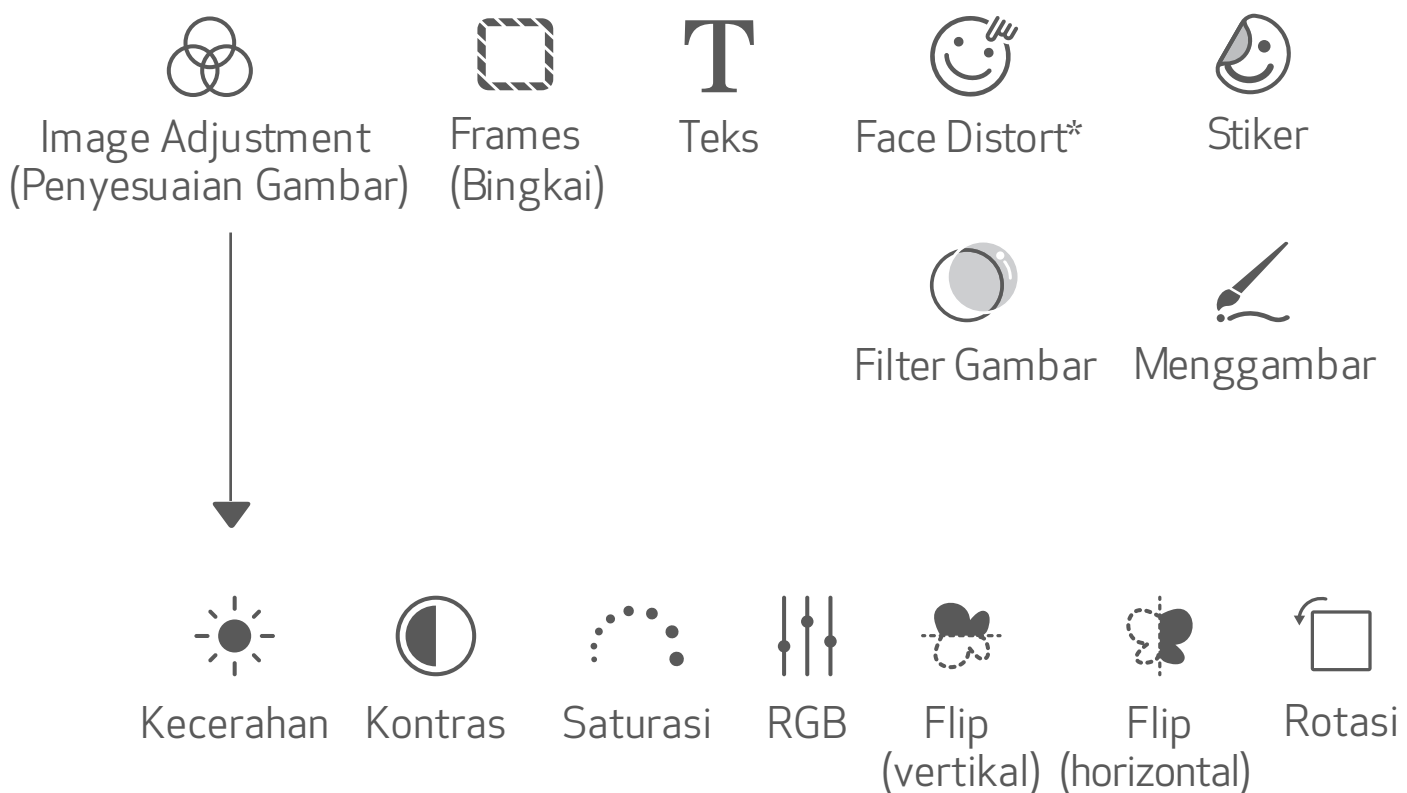 Image Adjustment
(Penyesuaian Gambar)
Frames
(Bingkai)
Teks
Face Distort*
Stiker
Filter Gambar
Menggambar
Kecerahan
Kontras
Saturasi
RGB
Flip
(vertikal)
Flip
(horizontal)
Rotasi